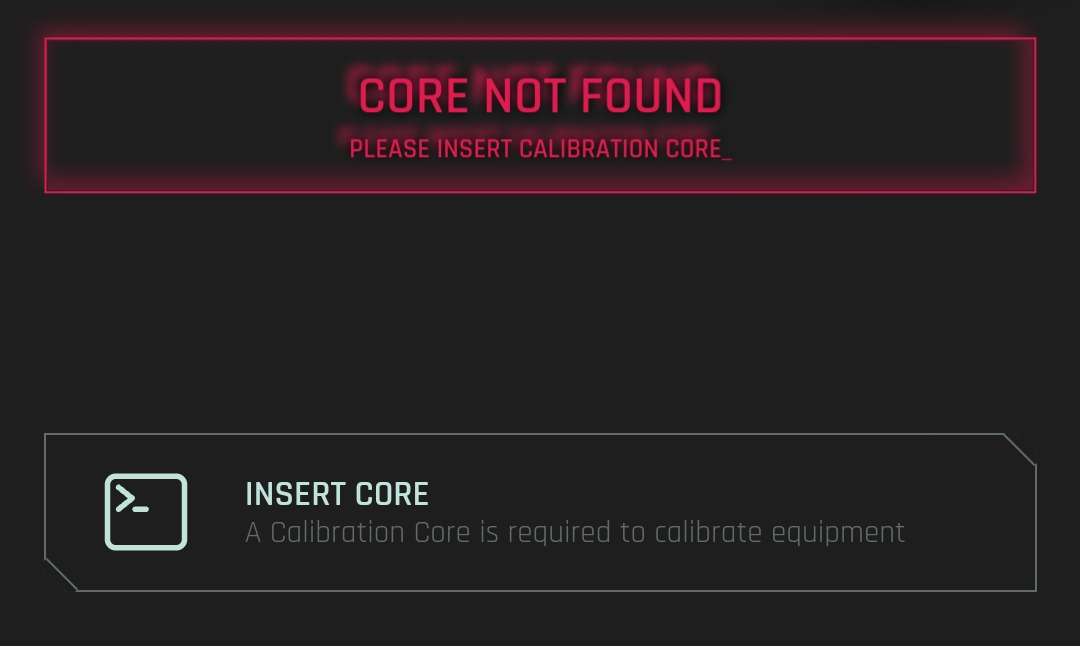 CORE NOT FOUND
PLEASE INSERT CALIBRATION CORE_
INSERT CORE
A Calibration Core is required to calibrate equipment